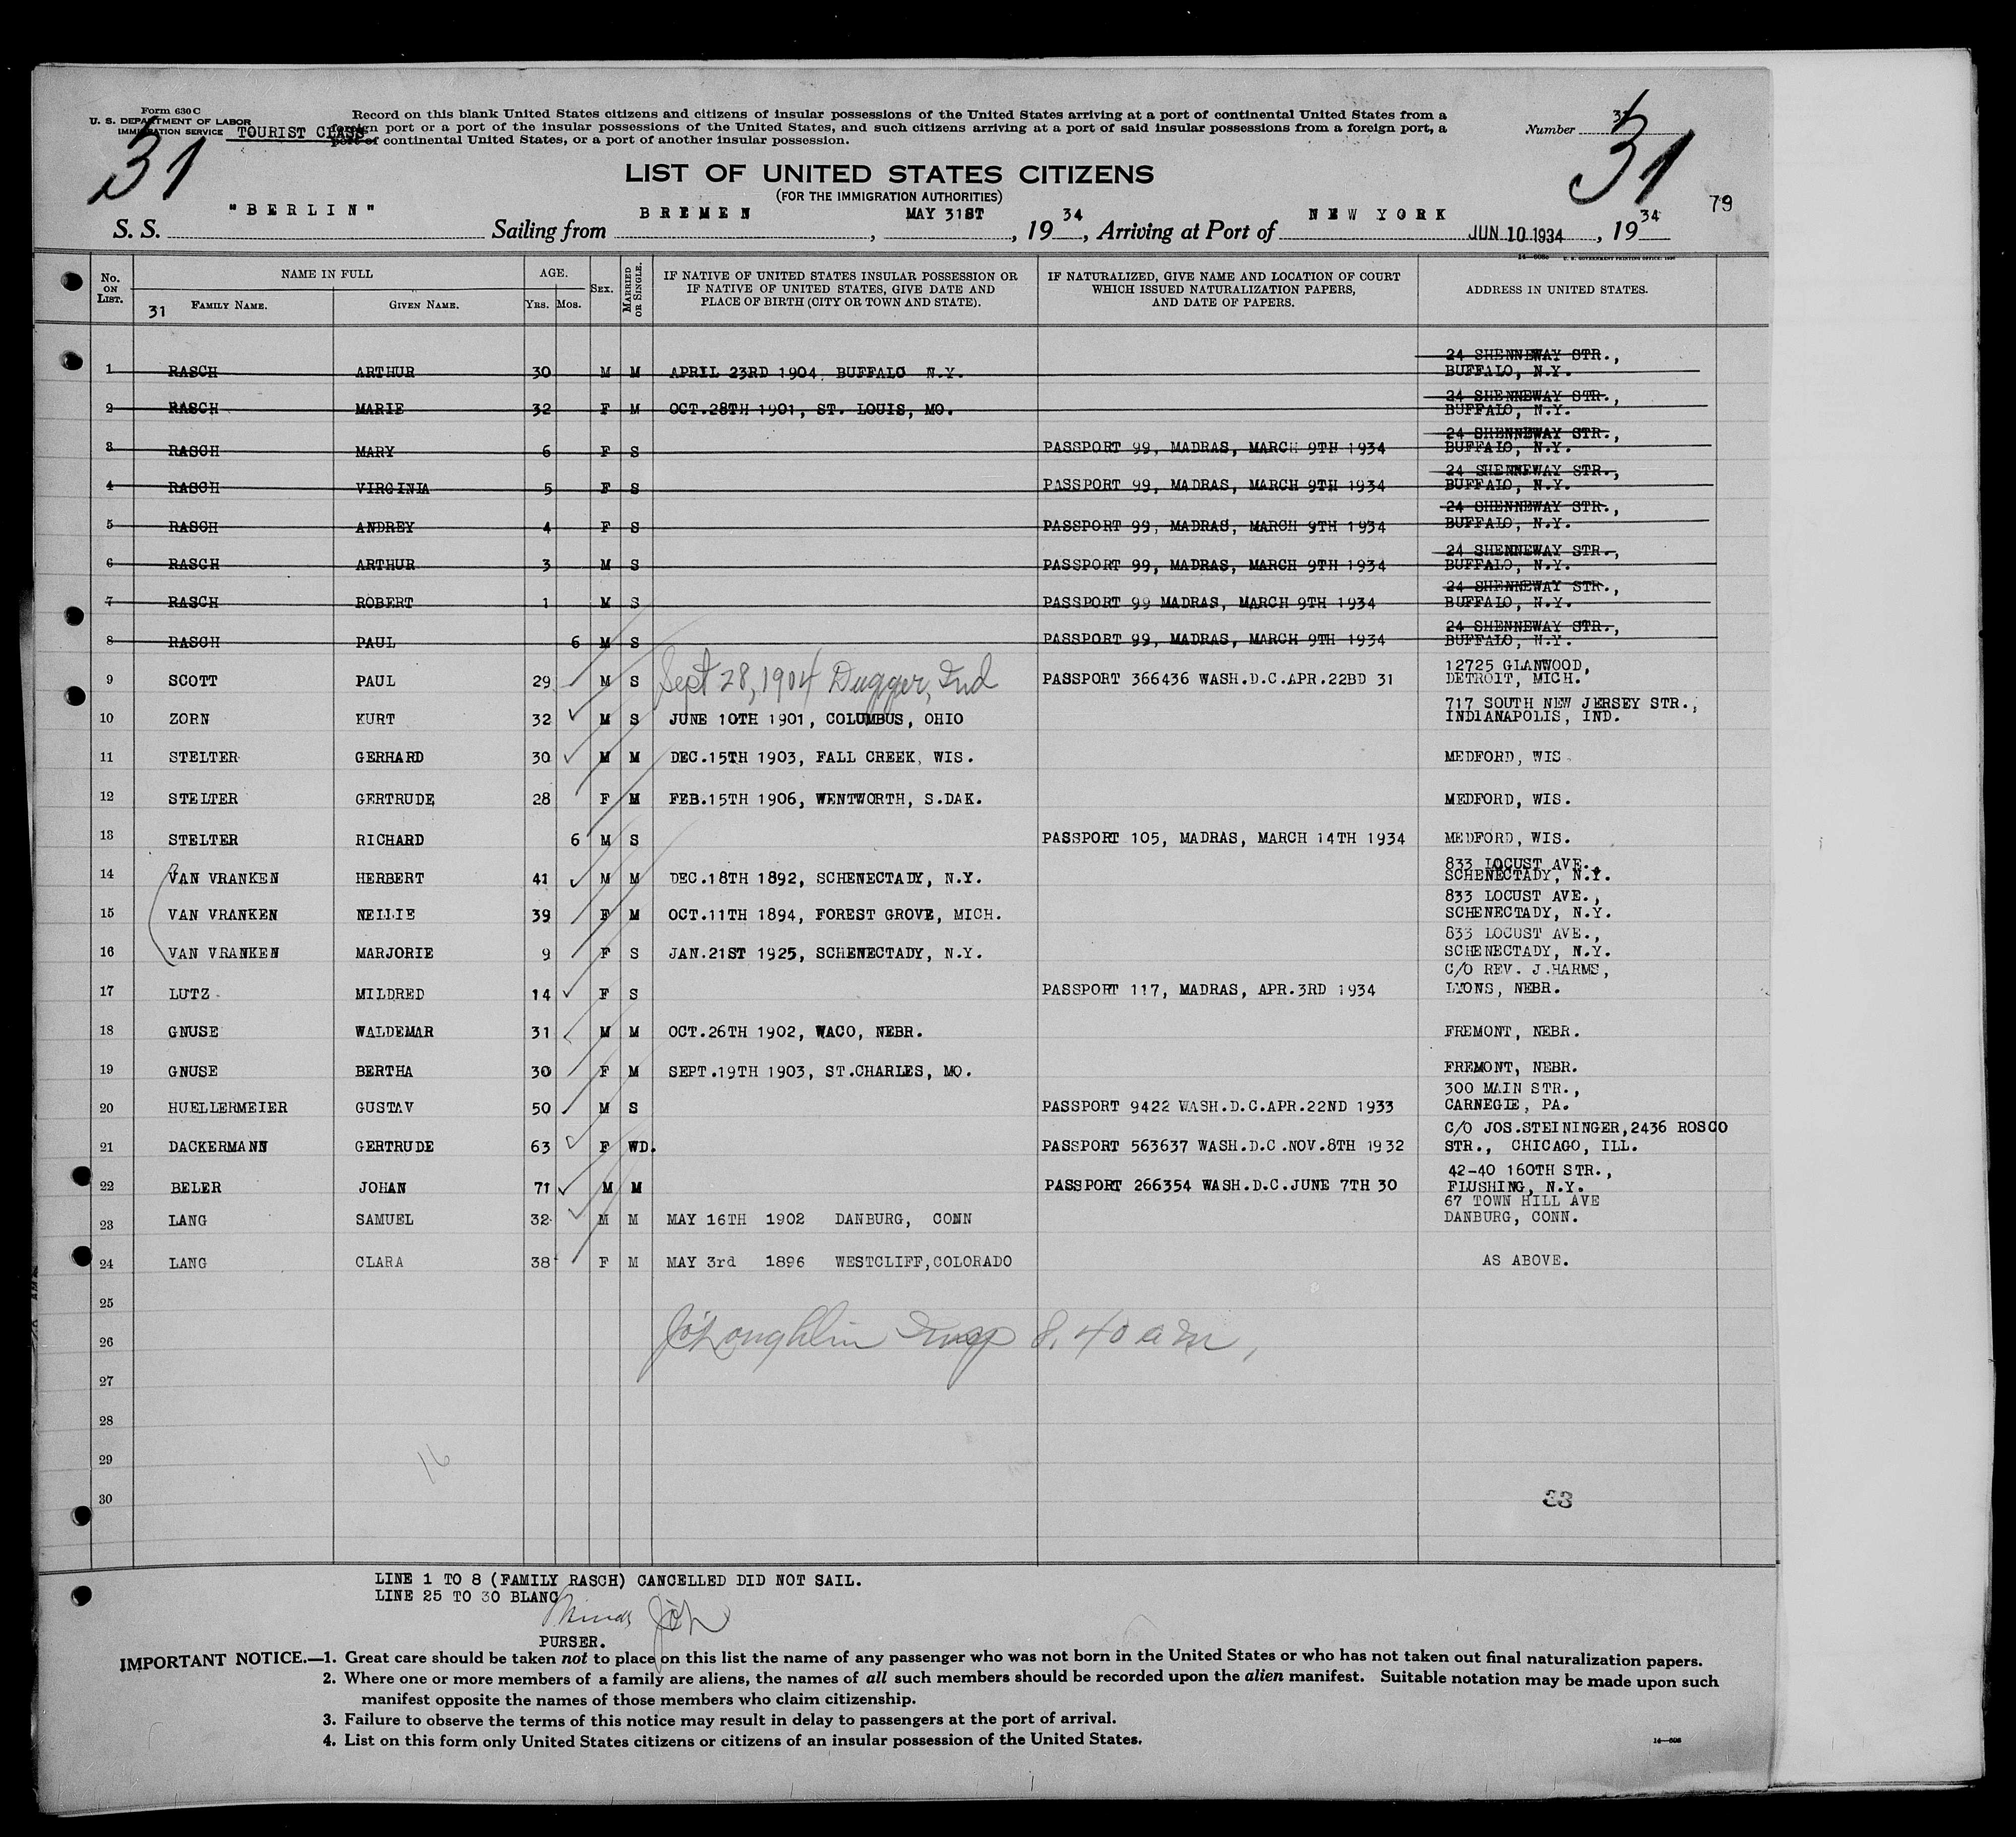 Form 630 C
U. S. DEPARTMENT OF LABOR
IMMIGRATION SERVICE TOURIST CLASS
Record on this blank United States citizens and citizens of insular possessions of the United States arriving at a port of continental United States from a
foreign port or a port of the insular possessions of the United States, and such citizens arriving at a port of said insular possessions from a foreign port, a
port of continental United States, or a port of another insular possession.
Number
31 31
LIST OF UNITED STATES CITIZENS
(FOR THE IMMIGRATION AUTHORITIES)
79
S. S. "BERLIN" Sailing from BREMEN, MAY 31ST, 1934, Arriving at Port of NEW YORK JUN 10 1934, 1934
No. ON LIST. NAME IN FULL AGE. SEX. MARRIED OR SINGLE. IF NATIVE OF UNITED STATES INSULAR POSSESSION OR IF NATIVE OF UNITED STATES, GIVE DATE AND PLACE OF BIRTH (CITY OR TOWN AND STATE). IF NATURALIZED, GIVE NAME AND LOCATION OF COURT WHICH ISSUED NATURALIZATION PAPERS, AND DATE OF PAPERS. ADDRESS IN UNITED STATES.
31 FAMILY NAME. GIVEN NAME. YRS. MOS.
1 RASCH ARTHUR 30 M M APRIL 23RD 1904, BUFFALO N.Y. 24 SHENNEWAY STR., BUFFALO, N.Y.
2 RASCH MARIE 32 F M OCT.28TH 1901, ST. LOUIS, MO. 24 SHENNEWAY STR., BUFFALO, N.Y.
3 RASCH MARY 6 F S PASSPORT 99, MADRAS, MARCH 9TH 1934 24 SHENNEWAY STR., BUFFALO, N.Y.
4 RASCH VIRGINIA 5 F S PASSPORT 99, MADRAS, MARCH 9TH 1934 24 SHENNEWAY STR., BUFFALO, N.Y.
5 RASCH ANDREY 4 F S PASSPORT 99, MADRAS, MARCH 9TH 1934 24 SHENNEWAY STR., BUFFALO, N.Y.
6 RASCH ARTHUR 3 M S PASSPORT 99, MADRAS, MARCH 9TH 1934 24 SHENNEWAY STR., BUFFALO, N.Y.
7 RASCH ROBERT 1 M S PASSPORT 99 MADRAS, MARCH 9TH 1934 24 SHENNEWAY STR., BUFFALO, N.Y.
8 RASCH PAUL 6 M S PASSPORT 99, MADRAS, MARCH 9TH 1934 24 SHENNEWAY STR., BUFFALO, N.Y.
9 SCOTT PAUL 29 M S Sept 28, 1904 Dugger, Ind PASSPORT 366436 WASH.D.C.APR.22BD 31 12725 GLANWOOD, DETROIT, MICH.
10 ZORN KURT 32 M S JUNE 10TH 1901, COLUMBUS, OHIO 717 SOUTH NEW JERSEY STR., INDIANAPOLIS, IND.
11 STELTER GERHARD 30 M M DEC.15TH 1903, FALL CREEK, WIS. MEDFORD, WIS.
12 STELTER GERTRUDE 28 F M FEB.15TH 1906, WENTWORTH, S.DAK. MEDFORD, WIS.
13 STELTER RICHARD 6 M S PASSPORT 105, MADRAS, MARCH 14TH 1934 MEDFORD, WIS.
14 VAN VRANKEN HERBERT 41 M M DEC.18TH 1892, SCHENECTADY, N.Y. 833 LOCUST AVE., SCHENECTADY, N.Y.
15 VAN VRANKEN NELLIE 39 F M OCT.11TH 1894, FOREST GROVE, MICH. 833 LOCUST AVE., SCHENECTADY, N.Y.
16 VAN VRANKEN MARJORIE 9 F S JAN.21ST 1925, SCHENECTADY, N.Y. 833 LOCUST AVE., SCHENECTADY, N.Y.
17 LUTZ MILDRED 14 F S PASSPORT 117, MADRAS, APR.3RD 1934 C/O REV. J.HARMS, LYONS, NEBR.
18 GNUSE WALDEMAR 31 M M OCT.26TH 1902, WACO, NEBR. FREMONT, NEBR.
19 GNUSE BERTHA 30 F M SEPT.19TH 1903, ST.CHARLES, MO. FREMONT, NEBR.
20 HUELLERMEIER GUSTAV 50 M S PASSPORT 9422 WASH.D.C.APR.22ND 1933 300 MAIN STR., CARNEGIE, PA.
21 DACKERMANN GERTRUDE 63 F WD. PASSPORT 563637 WASH.D.C.NOV.8TH 1932 C/O JOS.STEININGER,2436 ROSCO STR., CHICAGO, ILL.
22 BELER JOHAN 71 M M PASSPORT 266354 WASH.D.C.JUNE 7TH 30 42-40 160TH STR., FLUSHING, N.Y.
23 LANG SAMUEL 32 M M MAY 16TH 1902 DANBURG, CONN 67 TOWN HILL AVE DANBURG, CONN.
24 LANG CLARA 38 F M MAY 3rd 1896 WESTCLIFF,COLORADO AS ABOVE.
25
26 JO'Loughlin Insp 8.40 am,
27
28
29 16
30 33
LINE 1 TO 8 (FAMILY RASCH) CANCELLED DID NOT SAIL.
LINE 25 TO 30 BLANC
PURSER.
IMPORTANT NOTICE.—1. Great care should be taken not to place on this list the name of any passenger who was not born in the United States or who has not taken out final naturalization papers.
2. Where one or more members of a family are aliens, the names of all such members should be recorded upon the alien manifest. Suitable notation may be made upon such
manifest opposite the names of those members who claim citizenship.
3. Failure to observe the terms of this notice may result in delay to passengers at the port of arrival.
4. List on this form only United States citizens or citizens of an insular possession of the United States.